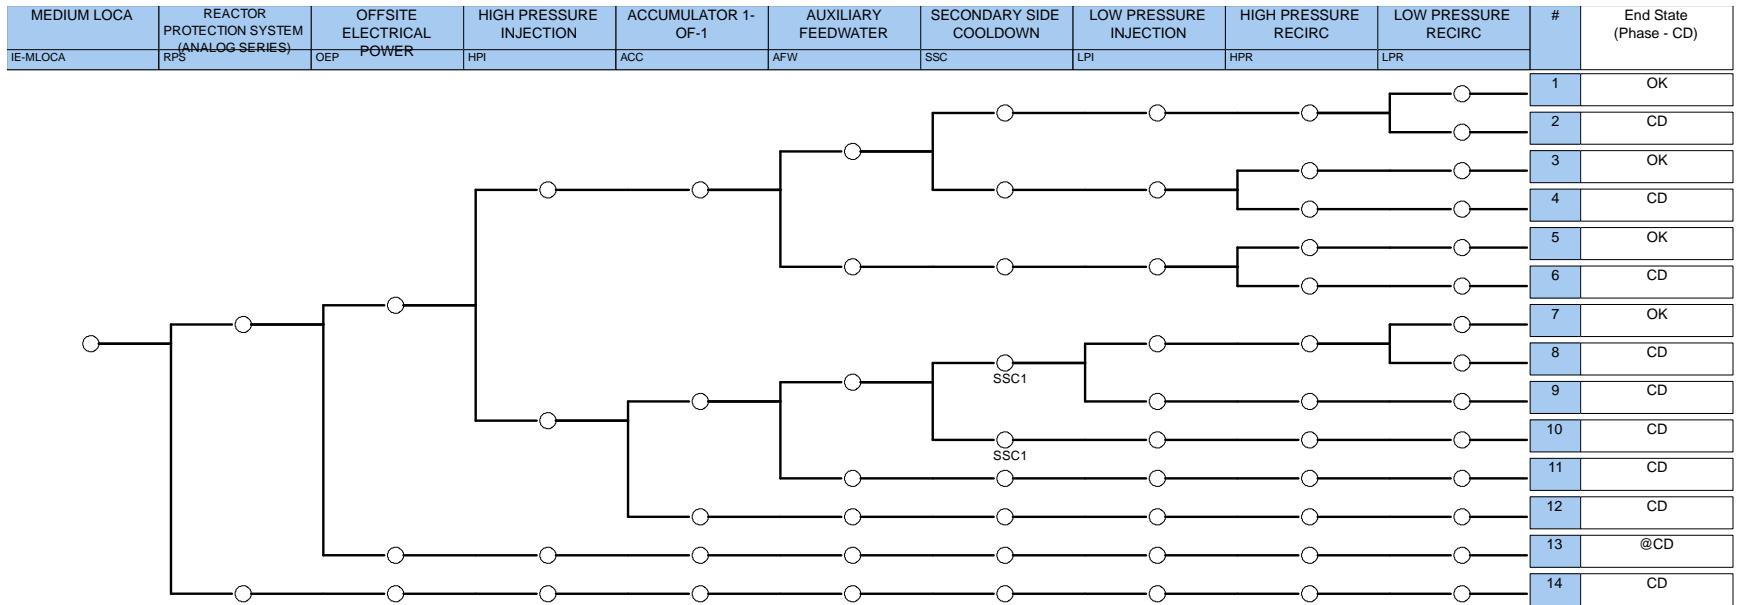 MEDIUM LOCA
REACTOR
PROTECTION SYSTEM
(ANALOG SERIES)
OFFSITE
ELECTRICAL
POWER
HIGH PRESSURE
INJECTION
ACCUMULATOR 1-
OF-1
AUXILIARY
FEEDWATER
SECONDARY SIDE
COOLDOWN
LOW PRESSURE
INJECTION
HIGH PRESSURE
RECIRC
LOW PRESSURE
RECIRC
#
End State
(Phase - CD)
IE-MLOCA
RPS
OEP
HPI
ACC
AFW
SSC
LPI
HPR
LPR
1 OK
2 CD
3 OK
4 CD
5 OK
6 CD
7 OK
8 CD
SSC1
9 CD
10 CD
SSC1
11 CD
12 CD
13 @CD
14 CD